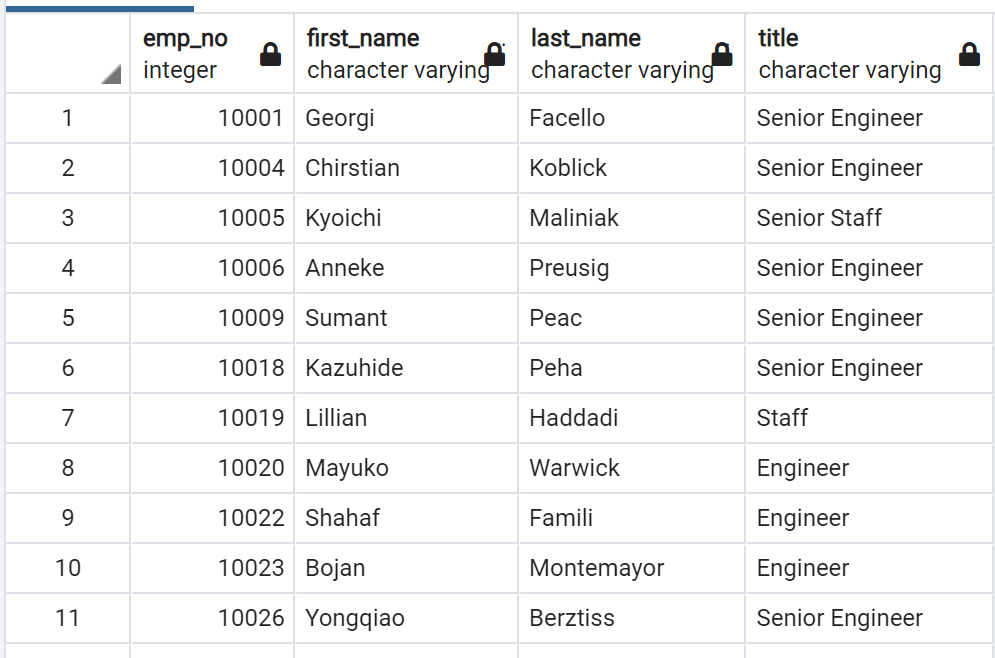 emp_no first_name last_name title
integer character varying character varying character varying
1 10001 Georgi Facello Senior Engineer
2 10004 Chirstian Koblick Senior Engineer
3 10005 Kyoichi Maliniak Senior Staff
4 10006 Anneke Preusig Senior Engineer
5 10009 Sumant Peac Senior Engineer
6 10018 Kazuhide Peha Senior Engineer
7 10019 Lillian Haddadi Staff
8 10020 Mayuko Warwick Engineer
9 10022 Shahaf Famili Engineer
10 10023 Bojan Montemayor Engineer
11 10026 Yongqiao Berztiss Senior Engineer